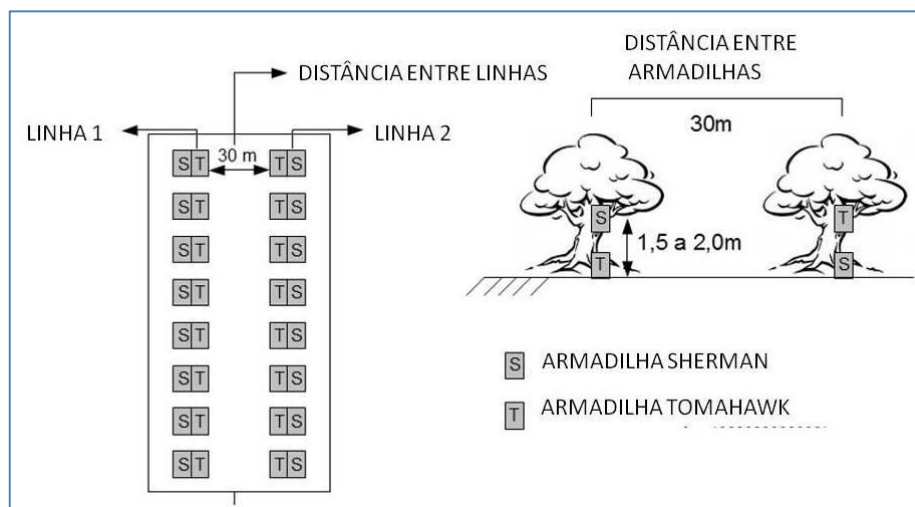 DISTÂNCIA ENTRE LINHAS
LINHA 1
LINHA 2
30 m
S T T S
S T T S
S T T S
S T T S
S T T S
S T T S
S T T S
S T T S
DISTÂNCIA ENTRE
ARMADILHAS
30m
S T
1,5 a 2,0m
T S
S ARMADILHA SHERMAN
T ARMADILHA TOMAHAWK